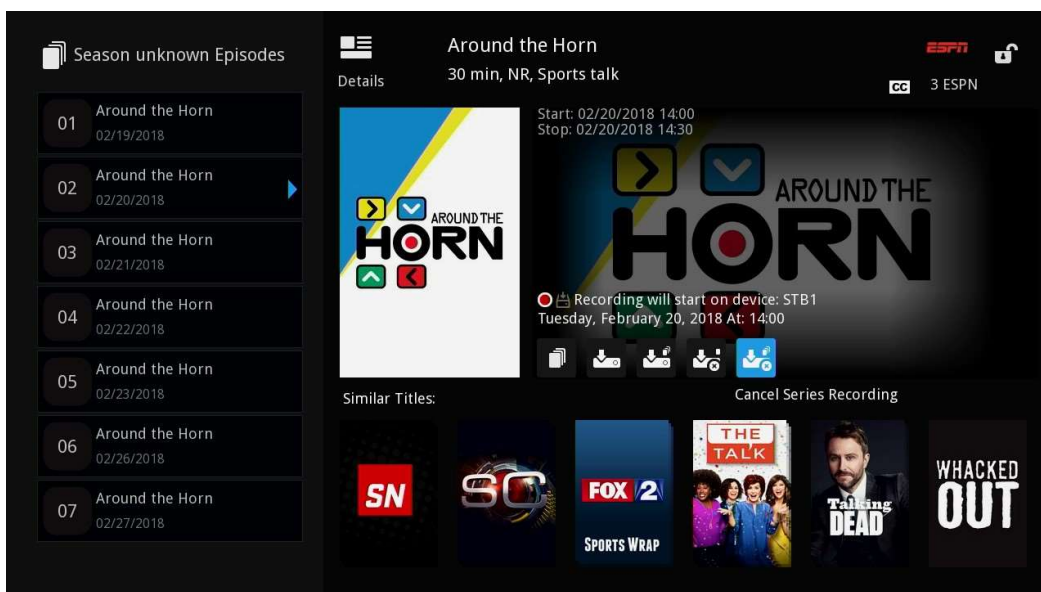 Season unknown Episodes
01
Around the Horn
02/19/2018
02
Around the Horn
02/20/2018
03
Around the Horn
02/21/2018
04
Around the Horn
02/22/2018
05
Around the Horn
02/23/2018
06
Around the Horn
02/26/2018
07
Around the Horn
02/27/2018
Details
Around the Horn
30 min, NR, Sports talk
ESPN
CC
3 ESPN
AROUND THE
HORN
Start: 02/20/2018 14:00
Stop: 02/20/2018 14:30
AROUND THE
HORN
Recording will start on device: STB1
Tuesday, February 20, 2018 At: 14:00
Cancel Series Recording
Similar Titles:
SN
SC
FOX 2
SPORTS WRAP
THE
TALK
Talking
DEAD
WHACKED
OUT